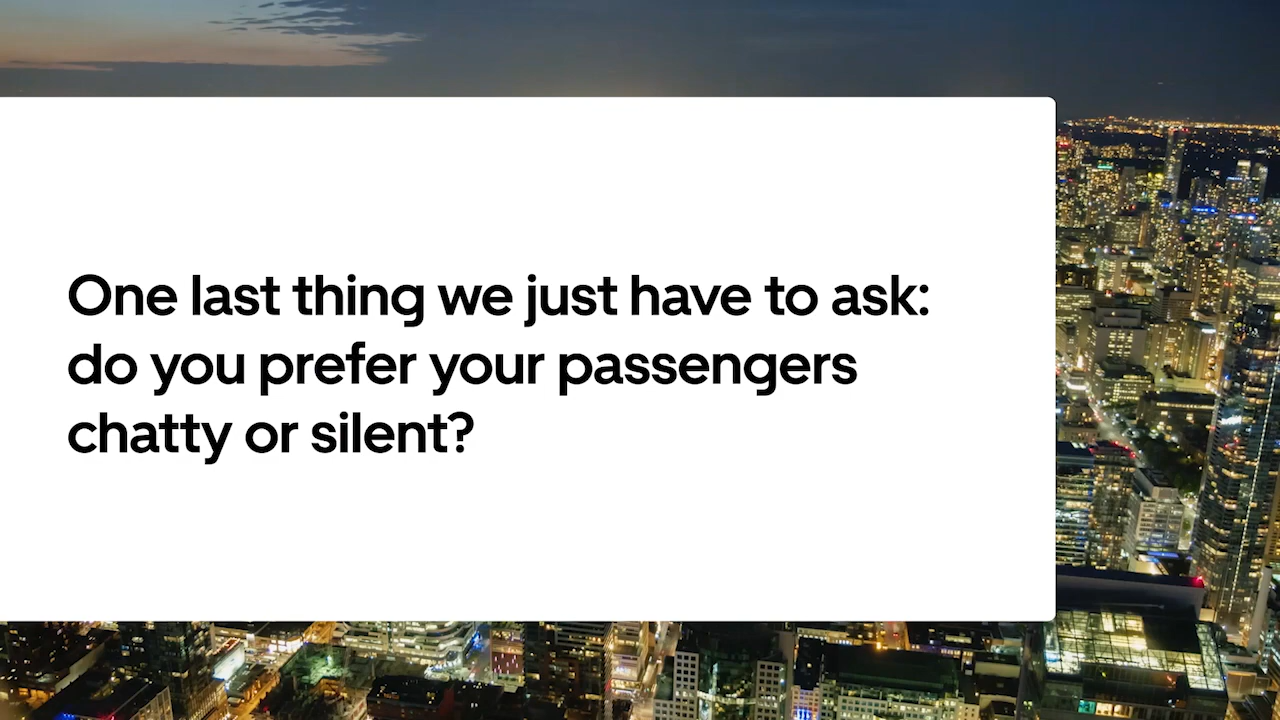 One last thing we just have to ask:
do you prefer your passengers
chatty or silent?